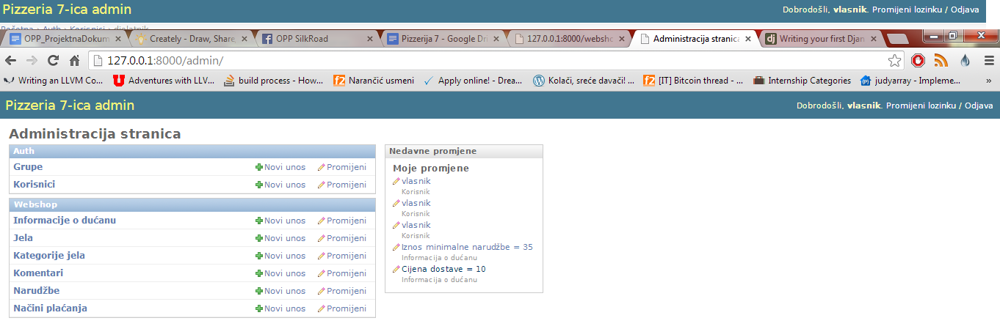 Pizzeria 7-ica admin Dobrodošli, vlasnik. Promijeni lozinku / Odjava
OPP_ProjektnaDokum Creately - Draw, Share, OPP SilkRoad Pizzerija 7 - Google Dri 127.0.0.1:8000/websho Administracija stranica Writing your first Djan
127.0.0.1:8000/admin/
Writing an LLVM Co... Adventures with LLV... build process - How... Narančić usmeni Apply online! - Drea... Kolači, sreće davači! ... [IT] Bitcoin thread - ... Internship Categories judyarray - Impleme... »
Pizzeria 7-ica admin Dobrodošli, vlasnik. Promijeni lozinku / Odjava
Administracija stranica
Auth
Grupe Novi unos Promijeni
Korisnici Novi unos Promijeni
Webshop
Informacije o dućanu Novi unos Promijeni
Jela Novi unos Promijeni
Kategorije jela Novi unos Promijeni
Komentari Novi unos Promijeni
Narudžbe Novi unos Promijeni
Načini plaćanja Novi unos Promijeni
Nedavne promjene
Moje promjene
vlasnik
Korisnik
vlasnik
Korisnik
vlasnik
Korisnik
Iznos minimalne narudžbe = 35
Informacija o dućanu
Cijena dostave = 10
Informacija o dućanu